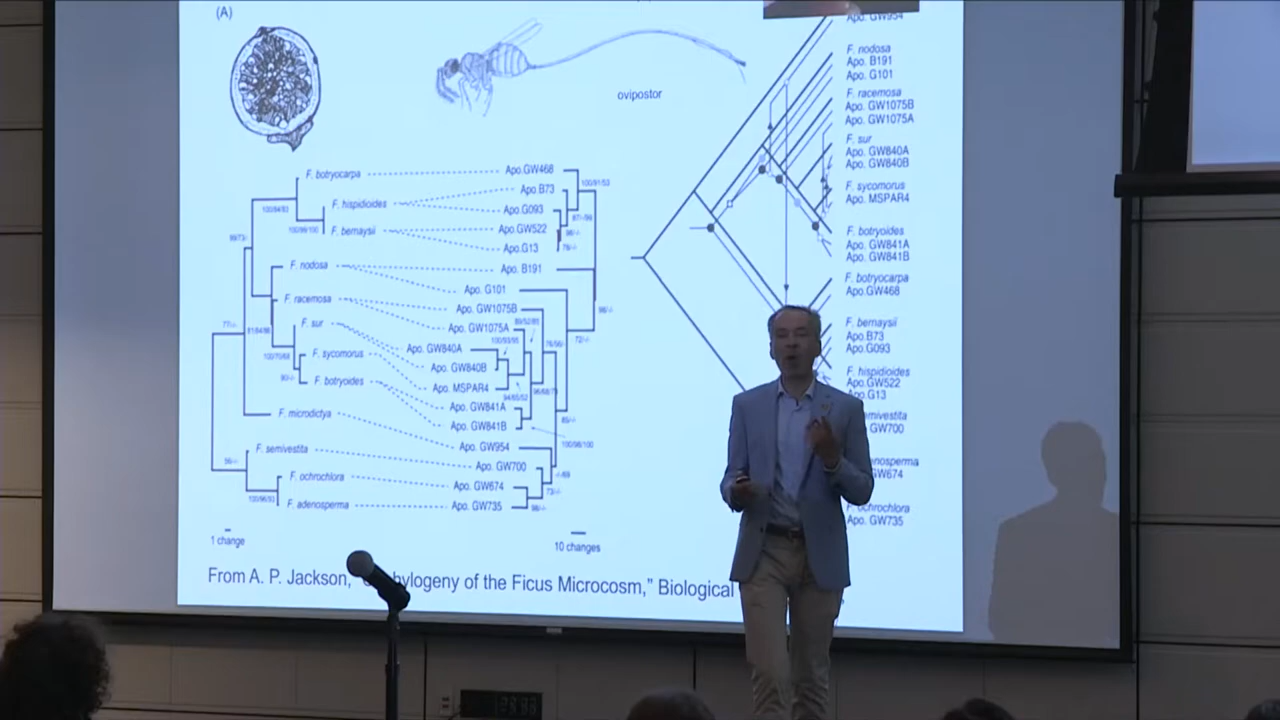 (A)
ovipostor
F. botryocarpa
F. hispidioides
F. bernaysii
F. nodosa
F. racemosa
F. sur
F. sycomorus
F. botryoides
F. microdictya
F. semivestita
F. ochrochlora
F. adenosperma
Apo.GW468
Apo.B73
Apo.G093
Apo.GW522
Apo.G13
Apo. B191
Apo. G101
Apo. GW1075B
Apo. GW1075A
Apo. GW840A
Apo. GW840B
Apo. MSPAR4
Apo. GW841A
Apo. GW841B
Apo. GW954
Apo. GW700
Apo. GW674
Apo. GW735
1 change
10 changes
Apo. GW954
F. nodosa
Apo. B191
Apo. G101
F. racemosa
Apo. GW1075B
Apo. GW1075A
F. sur
Apo. GW840A
Apo. GW840B
F. sycomorus
Apo. MSPAR4
F. botryoides
Apo. GW841A
Apo. GW841B
F. botryocarpa
Apo.GW468
F. bernaysii
Apo.B73
Apo.G093
F. hispidioides
Apo.GW522
G13
emivestita
GW700
enosperma
GW674
ochrochlora
Apo. GW735
From A. P. Jackson, hylogeny of the Ficus Microcosm," Biological